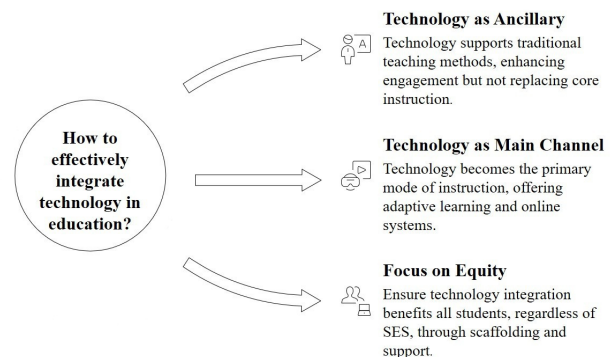 How to
effectively
integrate
technology in
education?
Technology as Ancillary
Technology supports traditional
teaching methods, enhancing
engagement but not replacing core
instruction.
A
Technology as Main Channel
Technology becomes the primary
mode of instruction, offering
adaptive learning and online
systems.
Focus on Equity
Ensure technology integration
benefits all students, regardless of
SES, through scaffolding and
support.